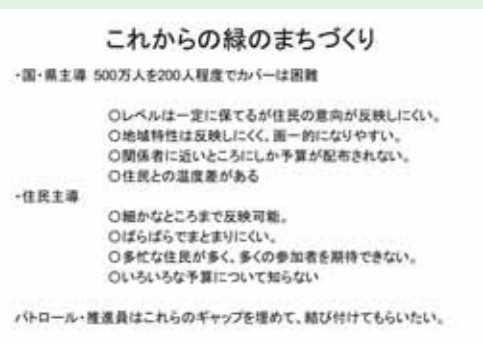 これからの緑のまちづくり
・国・県主導 500万人を200人程度でカバーは困難
○レベルは一定に保てるが住民の意向が反映しにくい。
○地域特性は反映しにくく、画一的になりやすい。
○関係者に近いところにしか予算が配布されない。
○住民との温度差がある
・住民主導
○細かなところまで反映可能。
○ばらばらでまとまりにくい。
○多忙な住民が多く、多くの参加者を期待できない。
○いろいろな予算について知らない
パトロール・推進員はこれらのギャップを埋めて、結び付けてもらいたい。